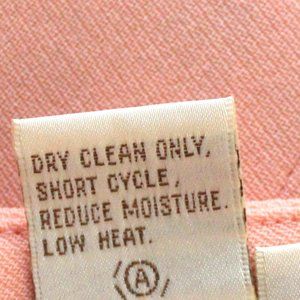 DRY CLEAN ONLY,
SHORT CYCLE,
REDUCE MOISTURE.
LOW HEAT.
A